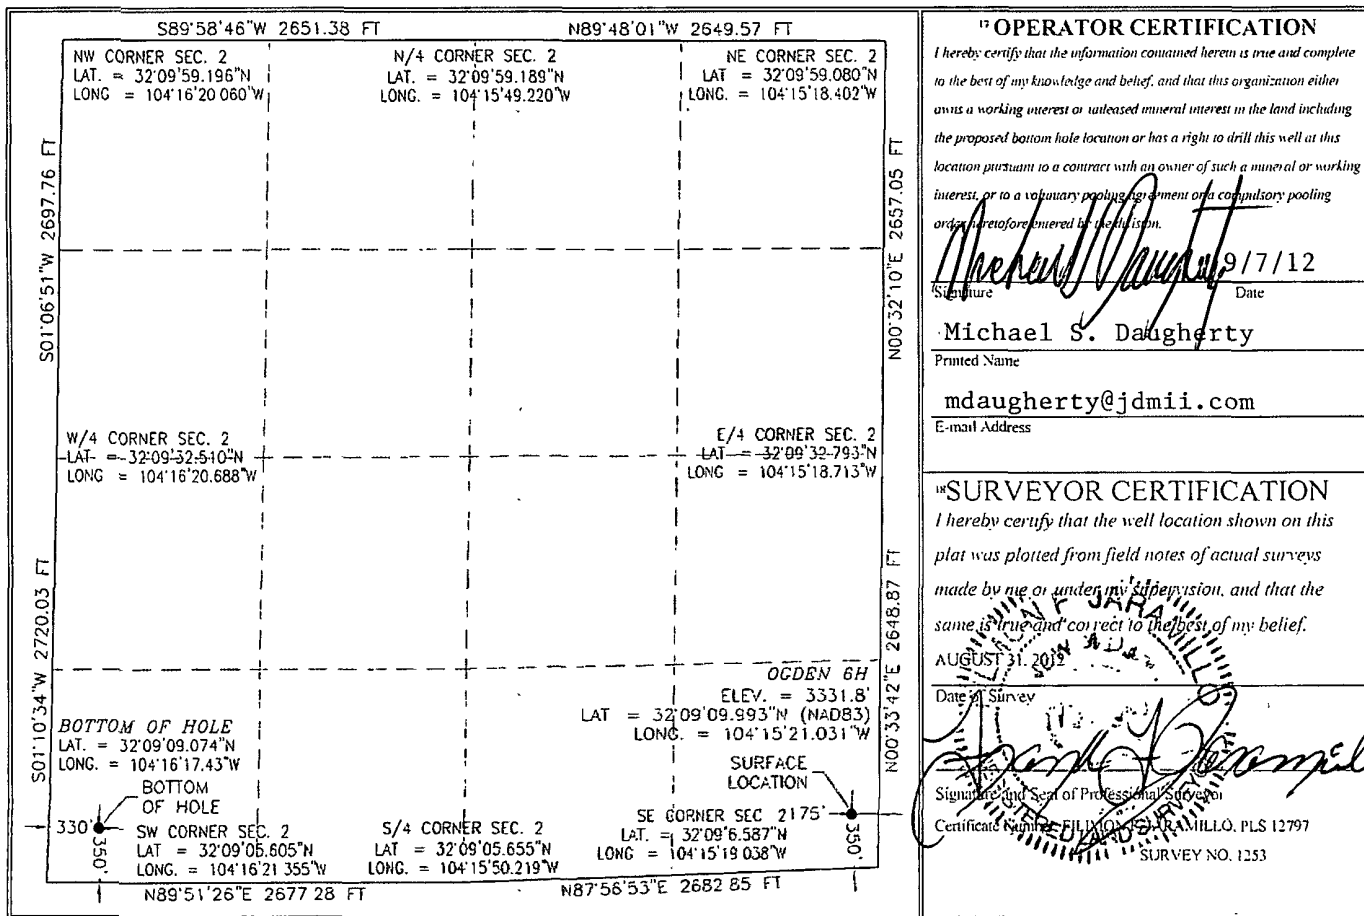 S89°58'46"W 2651.38 FT
N89°48'01"W 2649.57 FT
NW CORNER SEC. 2
LAT. = 32°09'59.196"N
LONG = 104°16'20.060"W
N/4 CORNER SEC. 2
LAT. = 32°09'59.189"N
LONG. = 104°15'49.220"W
NE CORNER SEC. 2
LAT = 32°09'59.080"N
LONG. = 104°15'18.402"W
S01°06'51"W 2697.76 FT
N00°32'10"E 2657.05 FT
W/4 CORNER SEC. 2
LAT = 32°09'32.510"N
LONG = 104°16'20.688"W
E/4 CORNER SEC. 2
LAT = 32°09'32.793"N
LONG = 104°15'18.713"W
S01°10'34"W 2720.03 FT
N00°33'42"E 2648.87 FT
OGDEN 6H
ELEV. = 3331.8'
LAT = 32°09'09.993"N (NAD83)
LONG. = 104°15'21.031"W
BOTTOM OF HOLE
LAT. = 32°09'09.074"N
LONG. = 104°16'17.43"W
BOTTOM
OF HOLE
SURFACE
LOCATION
330'
350'
SW CORNER SEC. 2
LAT = 32°09'05.605"N
LONG. = 104°16'21.355"W
S/4 CORNER SEC. 2
LAT = 32°09'05.655"N
LONG. = 104°15'50.219"W
SE CORNER SEC 2
LAT. = 32°09'6.587"N
LONG = 104°15'19.038"W
175'
350'
N89°51'26"E 2677 28 FT
N87°56'53"E 2682 85 FT
17 OPERATOR CERTIFICATION
I hereby certify that the information contained herein is true and complete
to the best of my knowledge and belief, and that this organization either
owns a working interest or unleased mineral interest in the land including
the proposed bottom hole location or has a right to drill this well at this
location pursuant to a contract with an owner of such a mineral or working
interest, or to a voluntary pooling agreement or a compulsory pooling
order heretofore entered by the division.
9/7/12
Signature
Date
Michael S. Daugherty
Printed Name
mdaugherty@jdmii.com
E-mail Address
18 SURVEYOR CERTIFICATION
I hereby certify that the well location shown on this
plat was plotted from field notes of actual surveys
made by me or under my supervision, and that the
same is true and correct to the best of my belief.
AUGUST 31, 2012
Date of Survey
Signature and Seal of Professional Surveyor
Certificate Number FILIMON F. JARAMILLO, PLS 12797
SURVEY NO. 1253